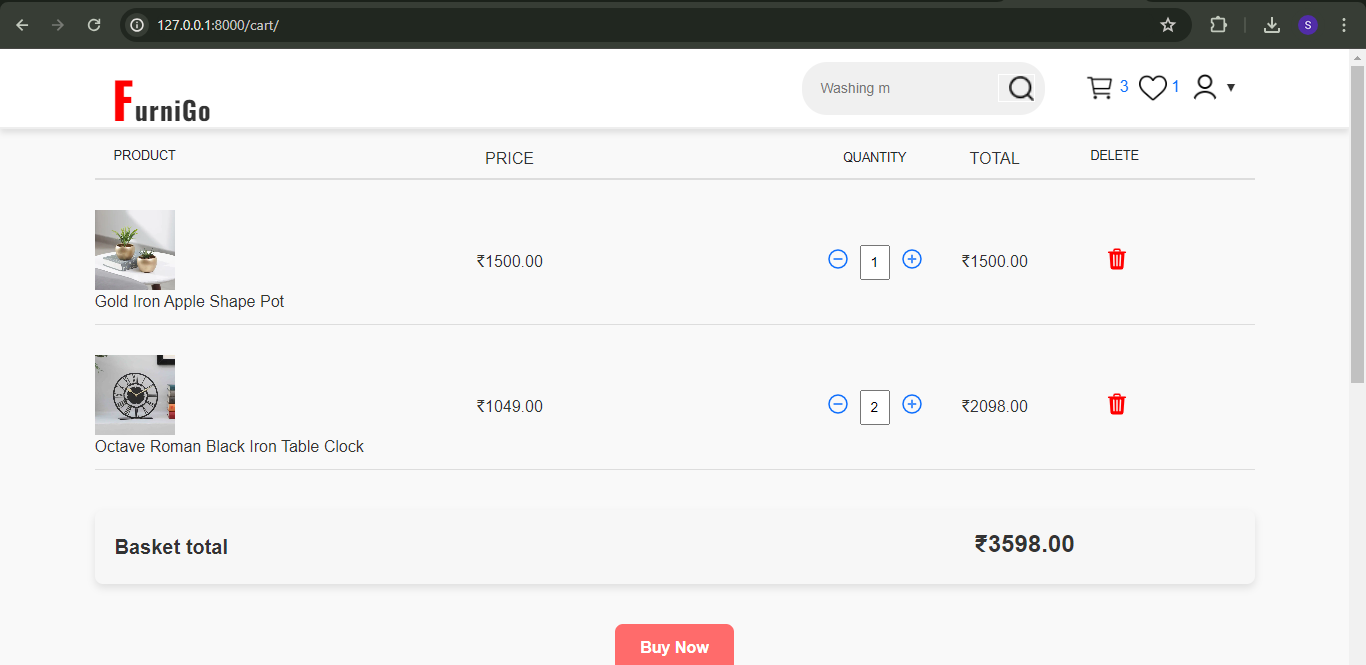 127.0.0.1:8000/cart/
S
FurniGo
Washing m
3
1
PRODUCT PRICE QUANTITY TOTAL DELETE
₹1500.00 1 ₹1500.00
Gold Iron Apple Shape Pot
₹1049.00 2 ₹2098.00
Octave Roman Black Iron Table Clock
Basket total ₹3598.00
Buy Now